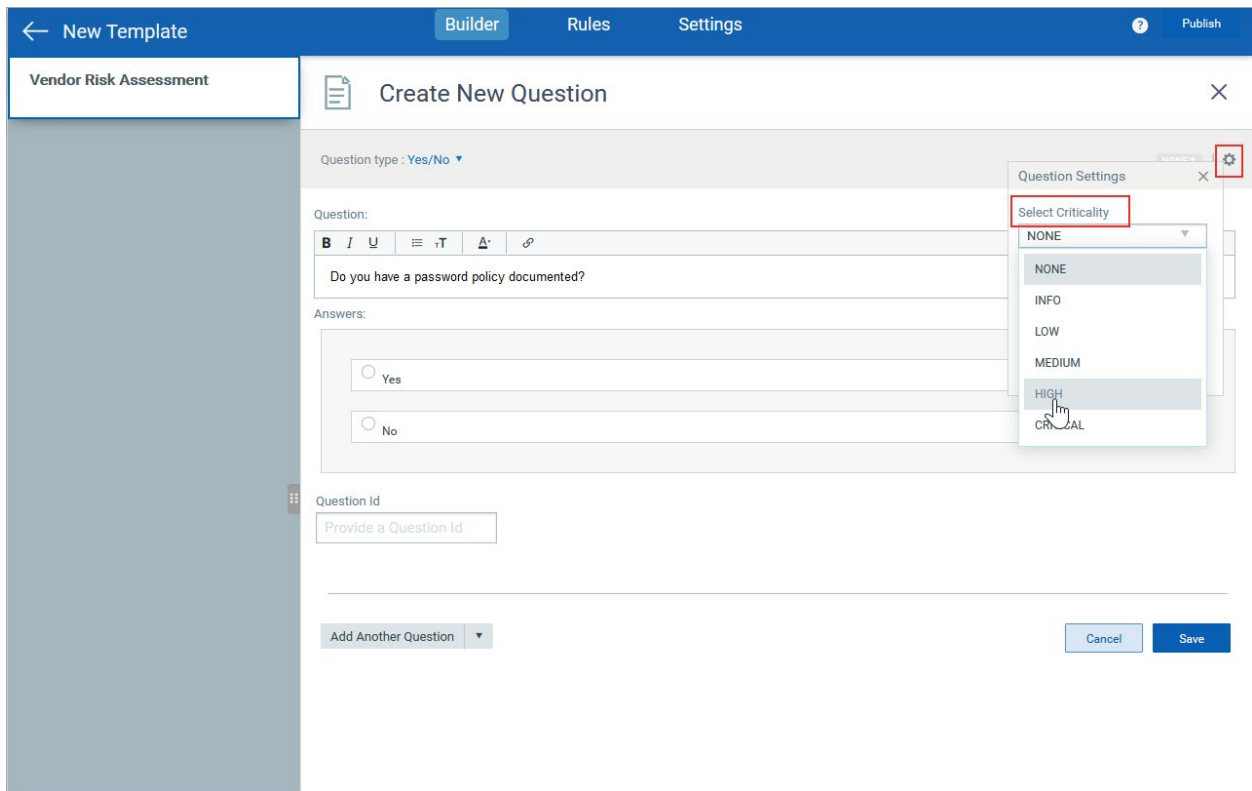 New Template
Builder
Rules
Settings
?
Publish
Vendor Risk Assessment
Create New Question
Question type : Yes/No
NONE
Question Settings
Select Criticality
NONE
NONE
INFO
LOW
MEDIUM
HIGH
Question:
B I U T A
Do you have a password policy documented?
Answers:
Yes
No
Question Id
Provide a Question Id
Add Another Question
Cancel
Save